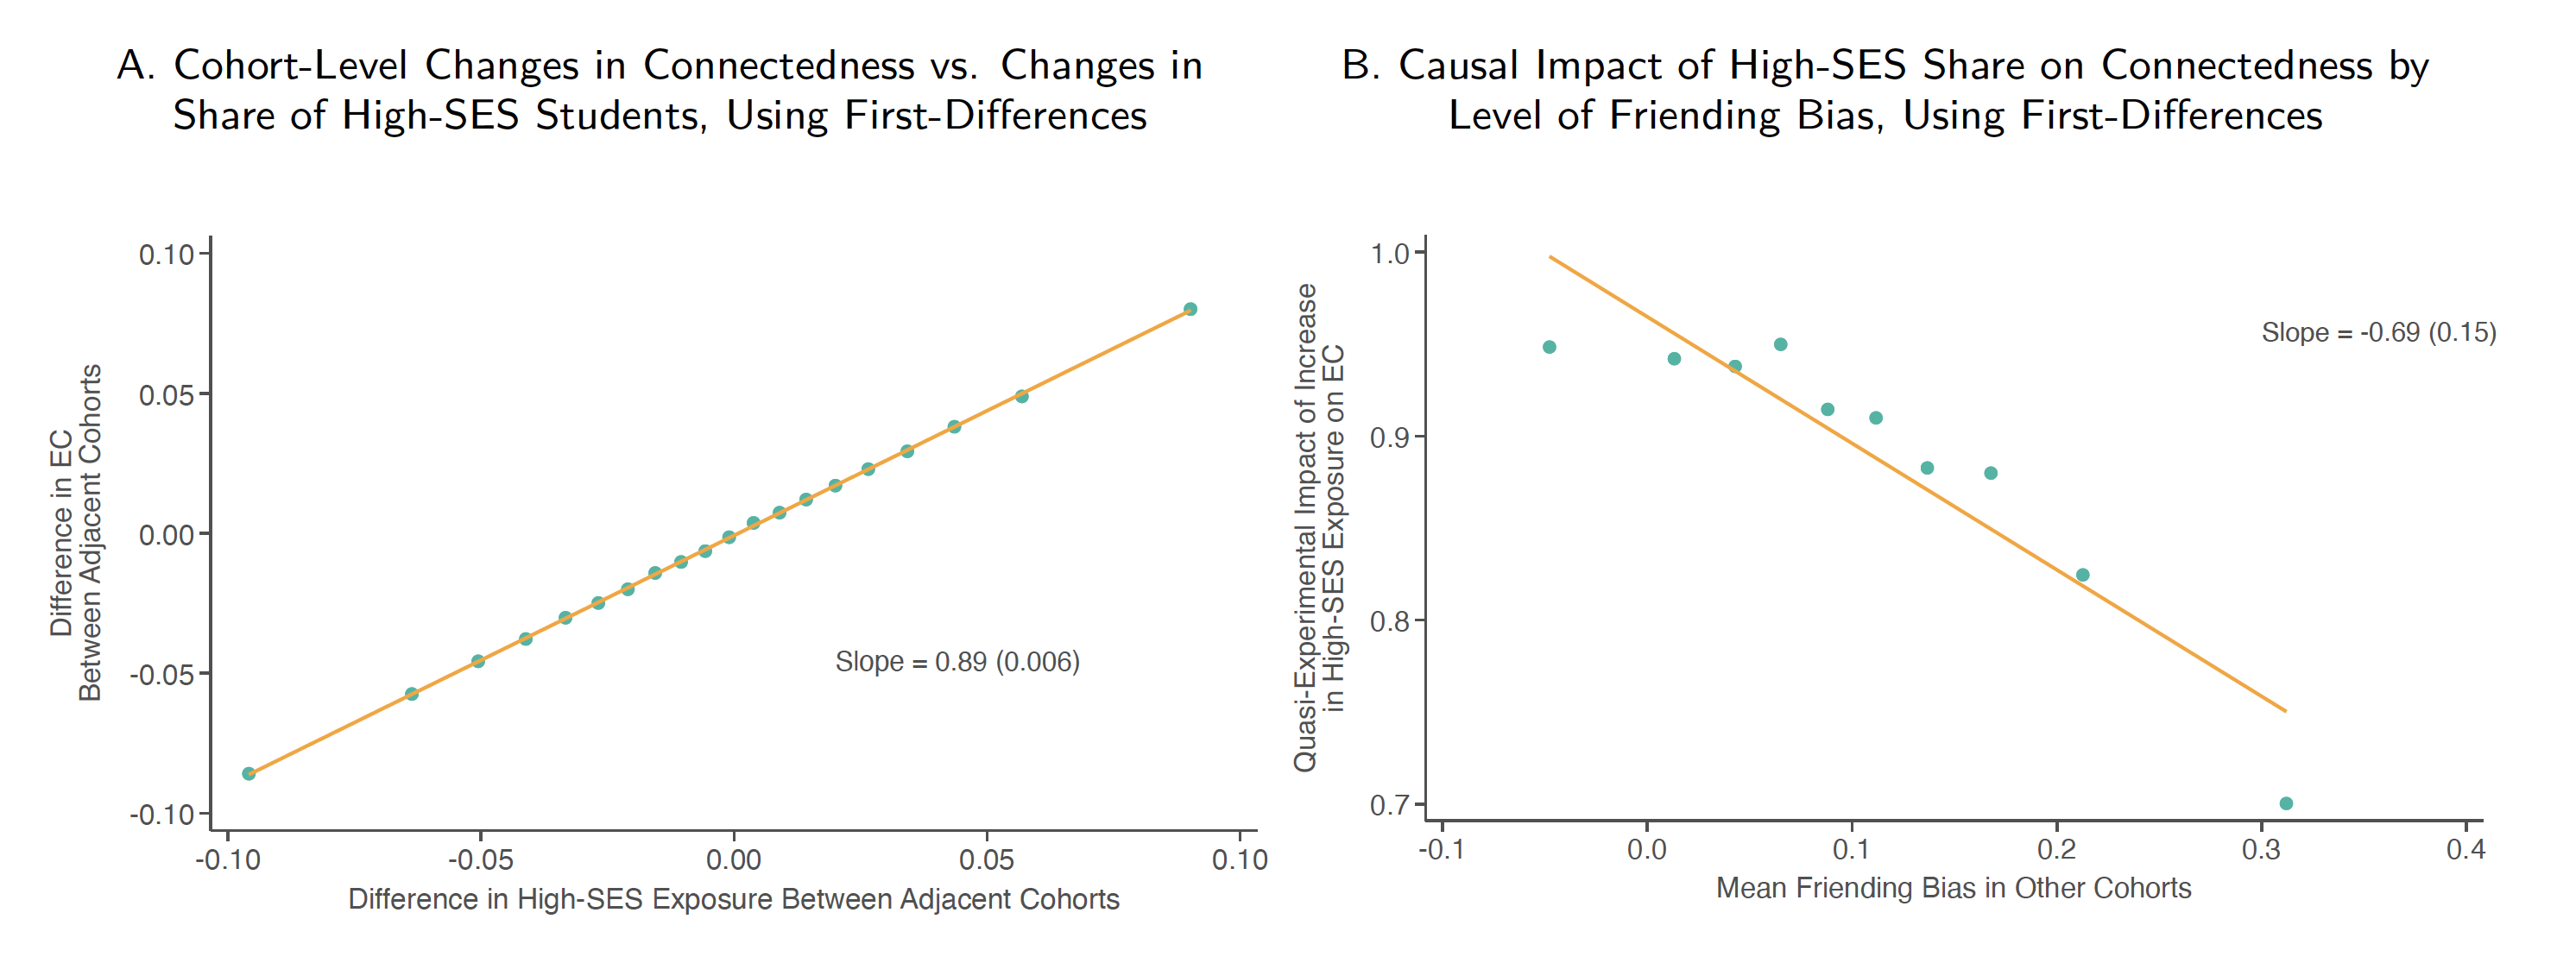 A. Cohort-Level Changes in Connectedness vs. Changes in
Share of High-SES Students, Using First-Differences
0.10
0.05
0.00
-0.05
-0.10
Difference in EC
Between Adjacent Cohorts
Slope = 0.89 (0.006)
-0.10
-0.05
0.00
0.05
0.10
Difference in High-SES Exposure Between Adjacent Cohorts
B. Causal Impact of High-SES Share on Connectedness by
Level of Friending Bias, Using First-Differences
1.0
0.9
0.8
0.7
Quasi-Experimental Impact of Increase
in High-SES Exposure on EC
Slope = -0.69 (0.15)
-0.1
0.0
0.1
0.2
0.3
0.4
Mean Friending Bias in Other Cohorts